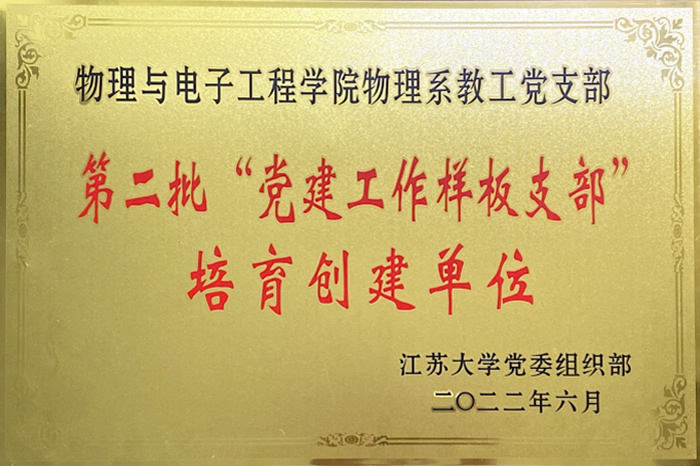 物理与电子工程学院物理系教工党支部
第二批“党建工作样板支部”
培育创建单位
江苏大学党委组织部
二〇二二年六月